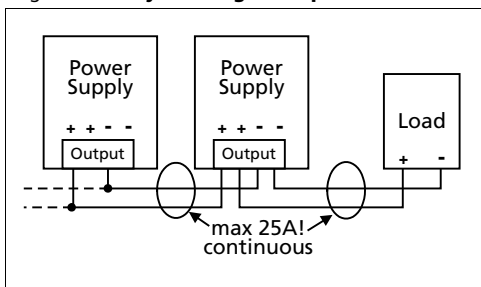 Power
Supply
+ + - -
Output
Power
Supply
+ + - -
Output
Load
+ -
max 25A!
continuous